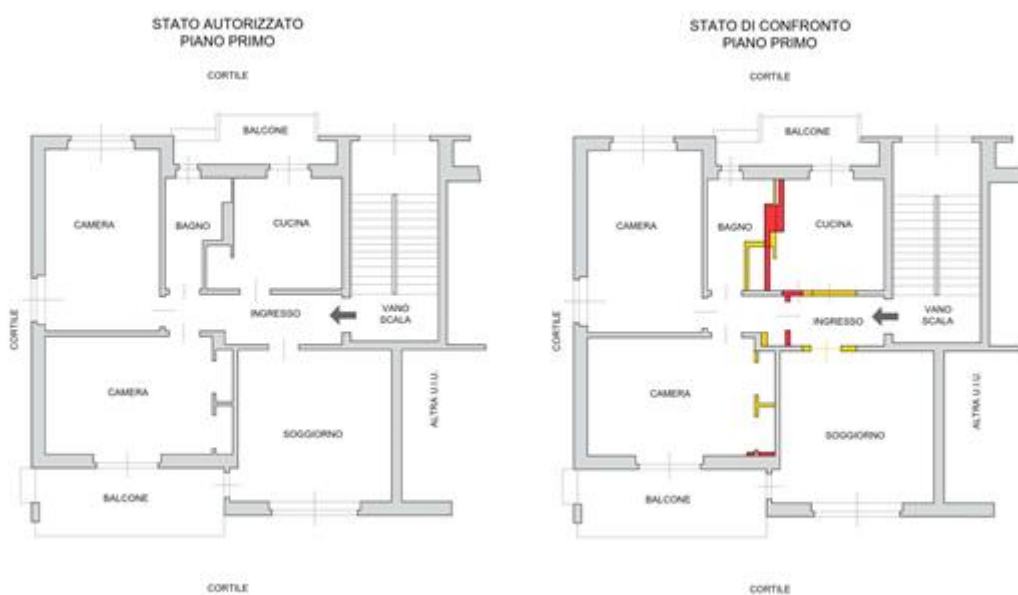 STATO AUTORIZZATO
PIANO PRIMO
CORTILE
BALCONE
CAMERA
BAGNO
CUCINA
INGRESSO
VANO
SCALA
CORTILE
CAMERA
SOGGIORNO
ALTRA U.I.U.
BALCONE
CORTILE
STATO DI CONFRONTO
PIANO PRIMO
CORTILE
BALCONE
CAMERA
BAGNO
CUCINA
INGRESSO
VANO
SCALA
CORTILE
CAMERA
SOGGIORNO
ALTRA U.I.U.
BALCONE
CORTILE